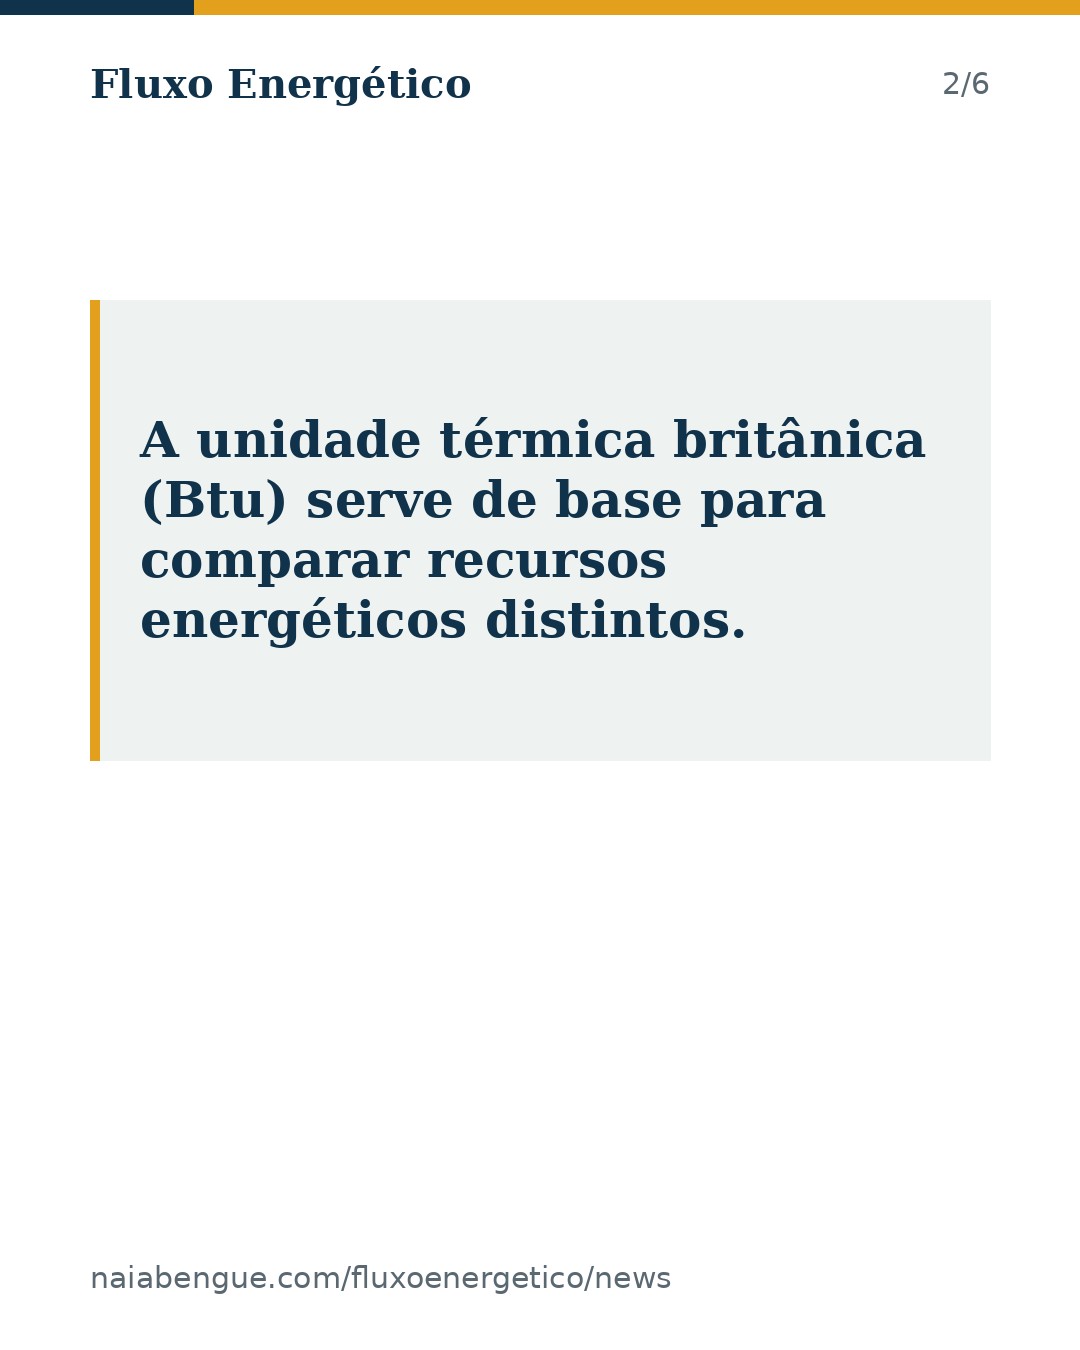 Fluxo Energético
2/6
A unidade térmica britânica
(Btu) serve de base para
comparar recursos
energéticos distintos.
naiabengue.com/fluxoenergetico/news